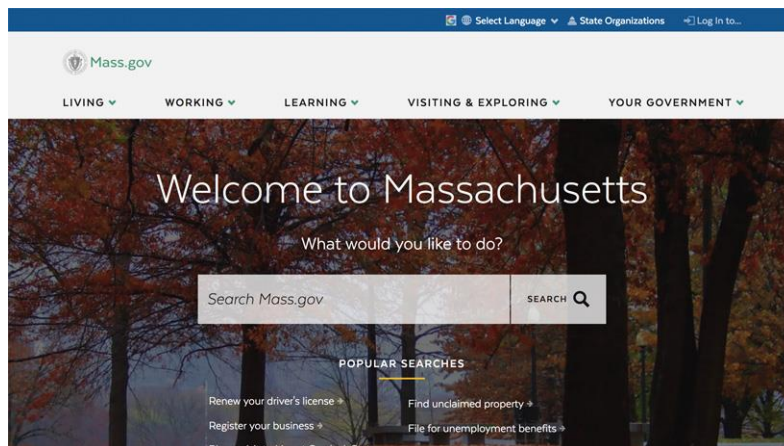 Select Language State Organizations Log In to...
Mass.gov
LIVING WORKING LEARNING VISITING & EXPLORING YOUR GOVERNMENT
Welcome to Massachusetts
What would you like to do?
Search Mass.gov SEARCH
POPULAR SEARCHES
Renew your driver's license Find unclaimed property
Register your business File for unemployment benefits